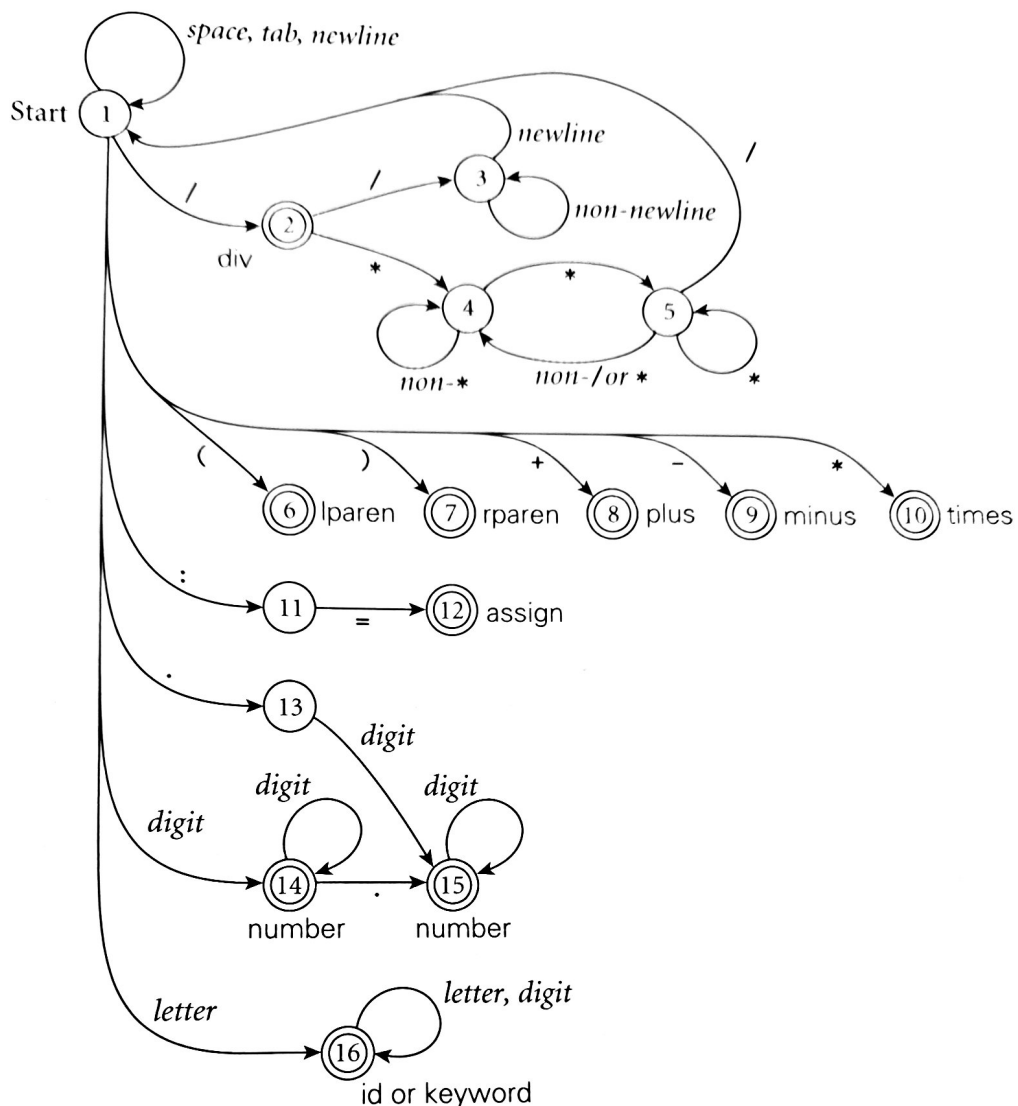 space, tab, newline
Start 1
newline
/
/ / 3
2 non-newline
div
*
*
4 5
non-* non-/or * *
( ) + - *
6 lparen 7 rparen 8 plus 9 minus 10 times
:
11 = 12 assign
.
13
digit
digit digit
digit
14 . 15
number number
letter letter, digit
16
id or keyword